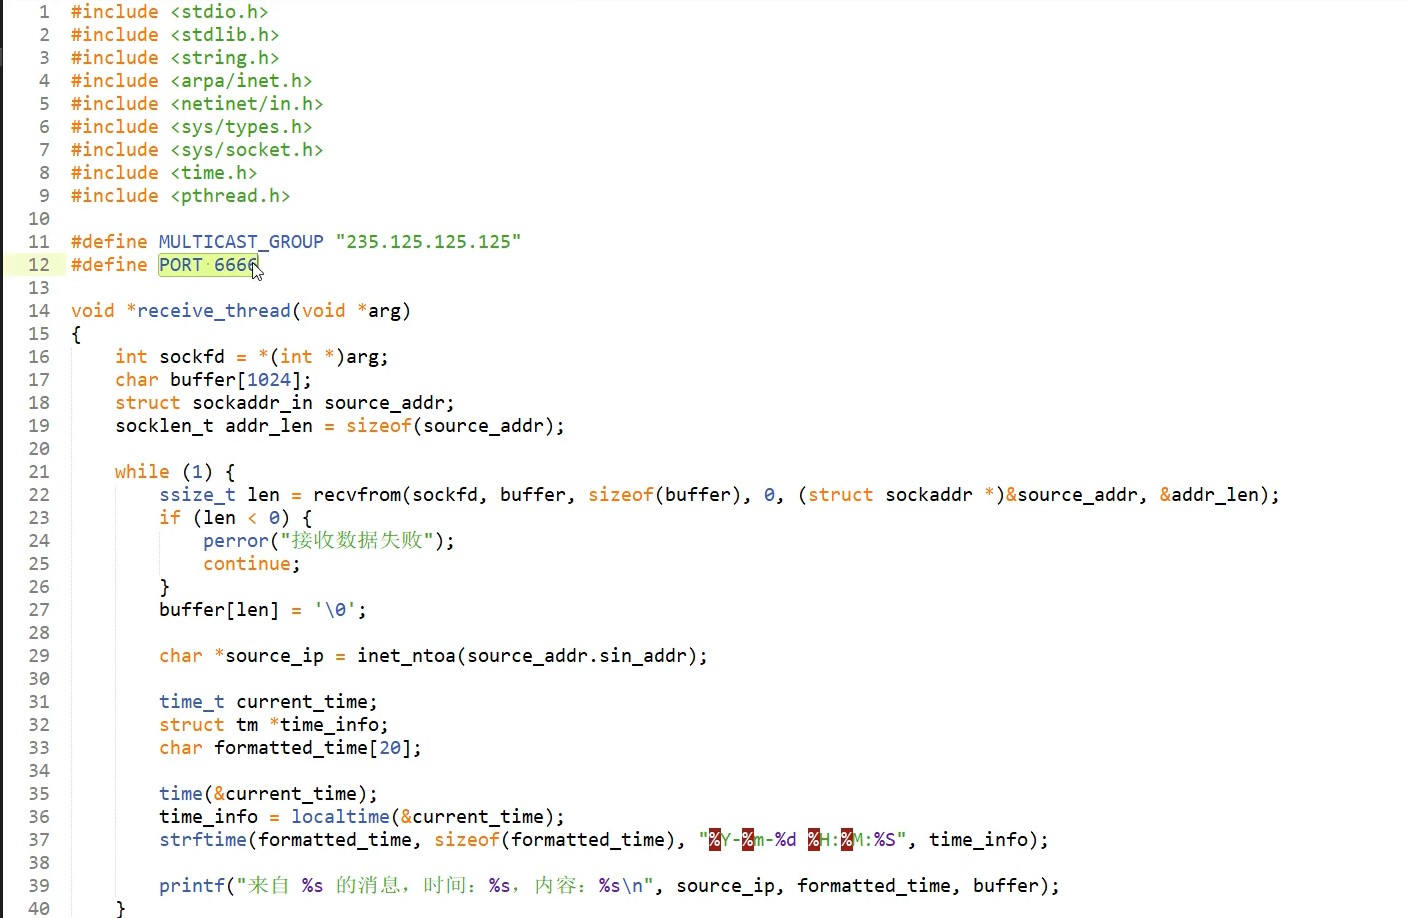 1 #include <stdio.h>
2 #include <stdlib.h>
3 #include <string.h>
4 #include <arpa/inet.h>
5 #include <netinet/in.h>
6 #include <sys/types.h>
7 #include <sys/socket.h>
8 #include <time.h>
9 #include <pthread.h>
10
11 #define MULTICAST_GROUP "235.125.125.125"
12 #define PORT 6666
13
14 void *receive_thread(void *arg)
15 {
16     int sockfd = *(int *)arg;
17     char buffer[1024];
18     struct sockaddr_in source_addr;
19     socklen_t addr_len = sizeof(source_addr);
20
21     while (1) {
22         ssize_t len = recvfrom(sockfd, buffer, sizeof(buffer), 0, (struct sockaddr *)&source_addr, &addr_len);
23         if (len < 0) {
24             perror("接收数据失败");
25             continue;
26         }
27         buffer[len] = '\0';
28
29         char *source_ip = inet_ntoa(source_addr.sin_addr);
30
31         time_t current_time;
32         struct tm *time_info;
33         char formatted_time[20];
34
35         time(&current_time);
36         time_info = localtime(&current_time);
37         strftime(formatted_time, sizeof(formatted_time), "%Y-%m-%d %H:%M:%S", time_info);
38
39         printf("来自 %s 的消息，时间：%s，内容：%s\n", source_ip, formatted_time, buffer);
40     }